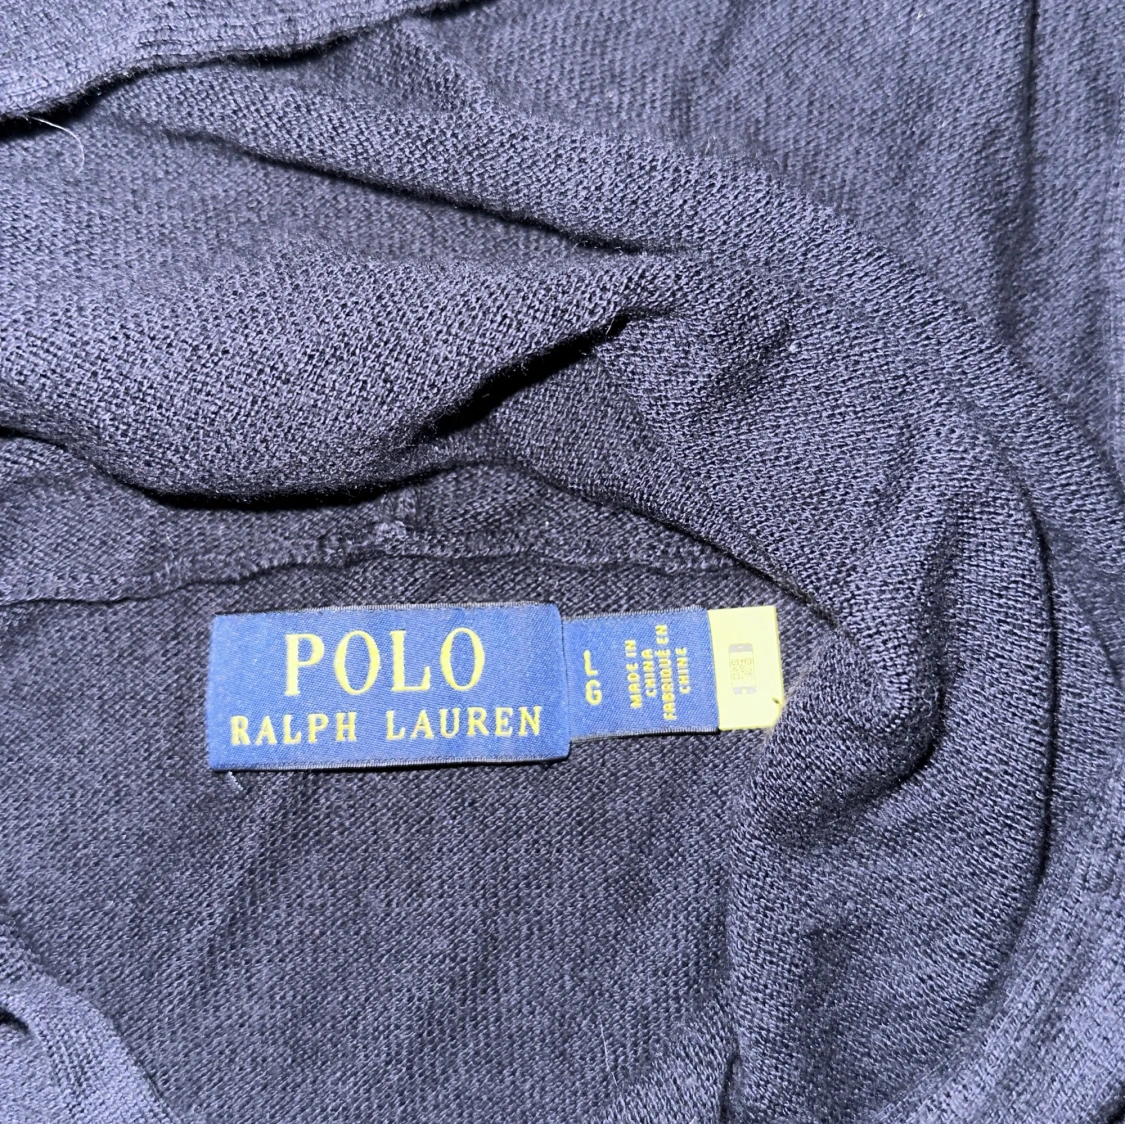 POLO
RALPH LAUREN
L
G
MADE IN
CHINA
FABRIQUÉ EN
CHINE